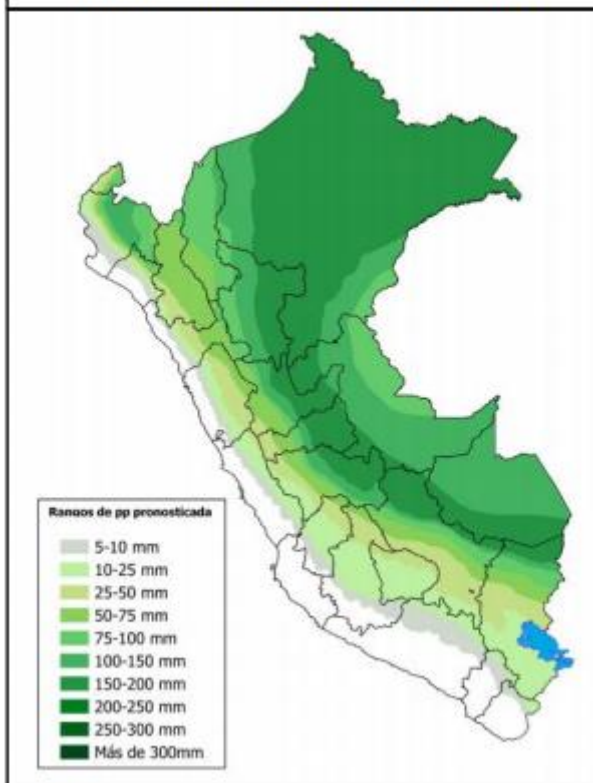 Rangos de pp pronosticada
5-10 mm
10-25 mm
25-50 mm
50-75 mm
75-100 mm
100-150 mm
150-200 mm
200-250 mm
250-300 mm
Más de 300mm